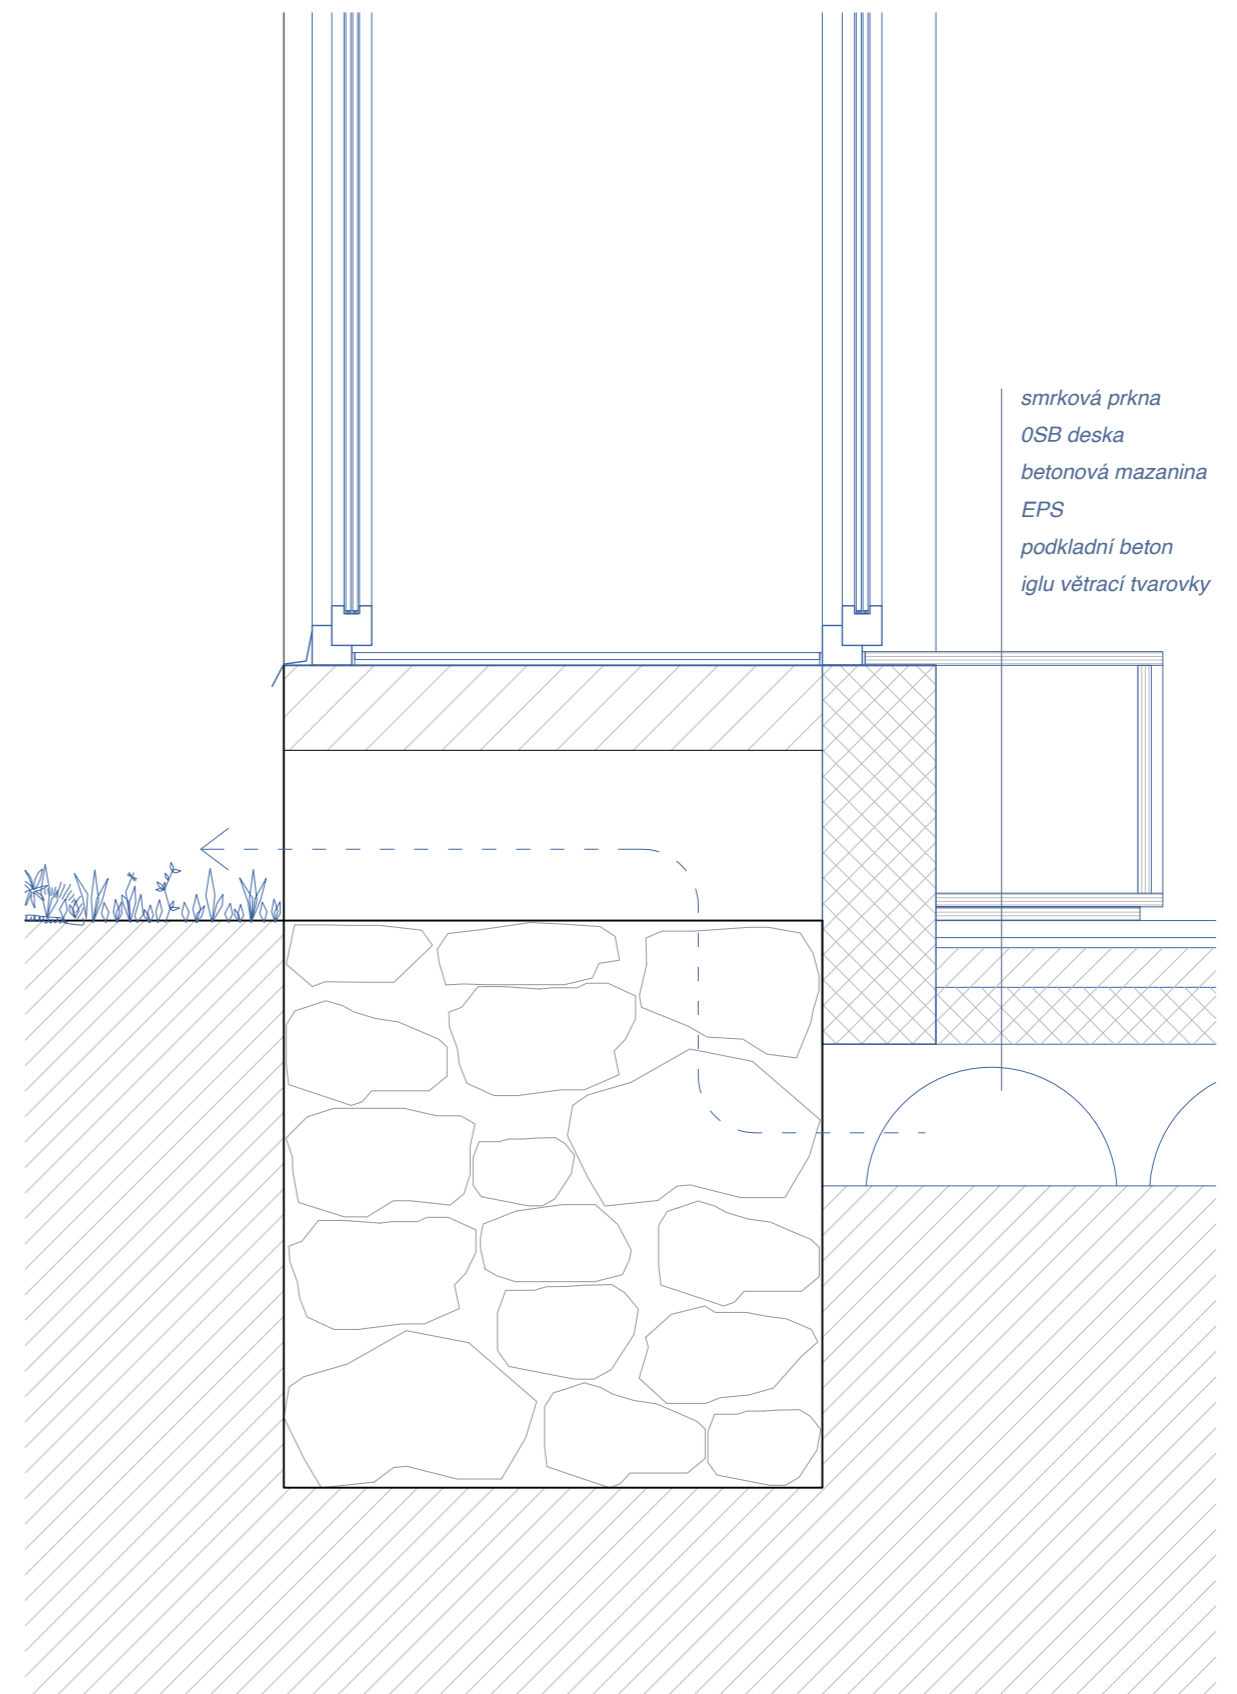 smrková prkna
0SB deska
betonová mazanina
EPS
podkladní beton
iglu větrací tvarovky